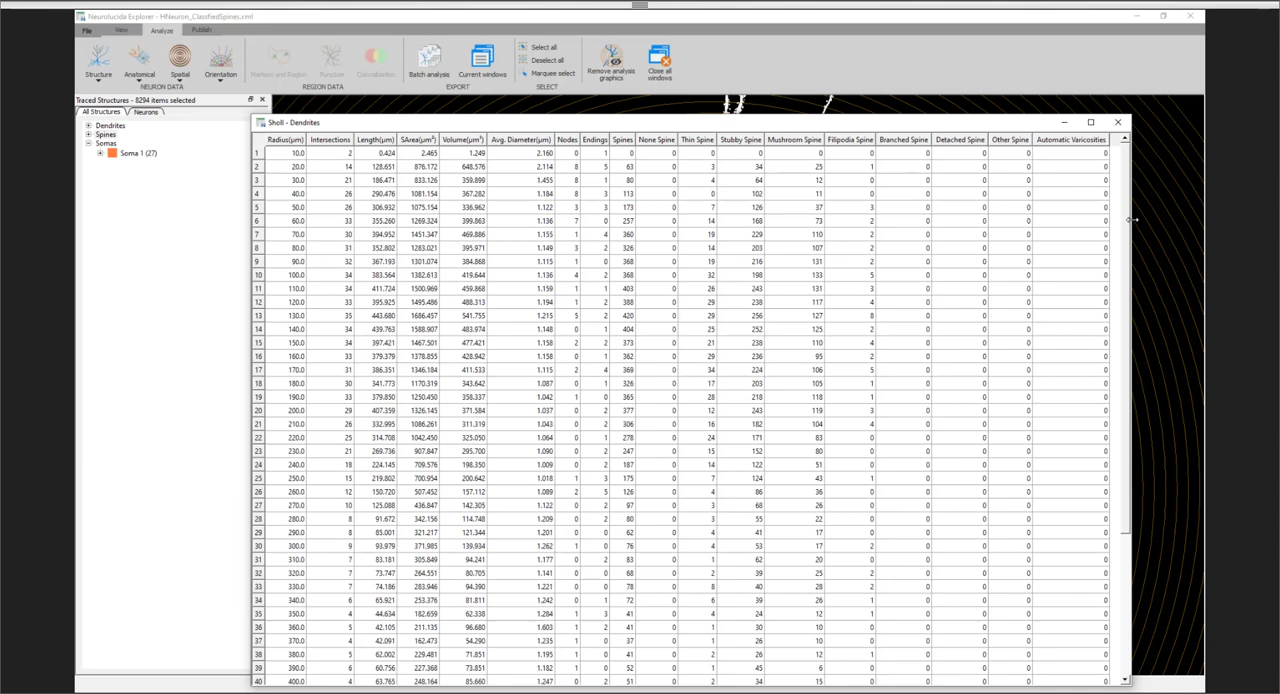 Neurolucida Explorer - HNeuron_ClassfiedSpines.xml
File View Analyze Publish
Structure Anatomical Spatial Orientation Markers and Region Punctum Colocalization Batch analysis Current windows Select all Deselect all Marquee select Remove analysis graphics Close all windows
NEURON DATA REGION DATA EXPORT SELECT
Traced Structures - 8294 items selected
All Structures Neurons
Dendrites
Spines
Somas
Soma 1 (27)
Sholl - Dendrites
Radius(µm) Intersections Length(µm) SArea(µm²) Volume(µm³) Avg. Diameter(µm) Nodes Endings Spines None Spine Thin Spine Stubby Spine Mushroom Spine Filipodia Spine Branched Spine Detached Spine Other Spine Automatic Varicosities
1 10.0 2 0.424 2.465 1.249 2.160 0 1 0 0 0 0 0 0 0 0 0 0
2 20.0 14 128.651 876.172 648.576 2.114 8 5 63 0 3 34 25 1 0 0 0 0
3 30.0 21 186.471 833.126 359.899 1.455 8 1 80 0 4 64 12 0 0 0 0 0
4 40.0 26 290.476 1081.154 367.282 1.184 8 3 113 0 0 102 11 0 0 0 0 0
5 50.0 26 306.932 1075.154 336.962 1.122 3 3 173 0 7 126 37 3 0 0 0 0
6 60.0 33 355.260 1269.324 399.863 1.136 7 0 257 0 14 168 73 2 0 0 0 0
7 70.0 30 394.952 1451.347 469.886 1.155 1 4 360 0 19 229 110 2 0 0 0 0
8 80.0 31 352.802 1283.021 395.971 1.149 3 2 326 0 14 203 107 2 0 0 0 0
9 90.0 32 367.193 1301.074 384.868 1.115 1 0 368 0 19 216 131 2 0 0 0 0
10 100.0 34 383.564 1382.613 419.644 1.136 4 2 368 0 32 198 133 5 0 0 0 0
11 110.0 34 411.724 1500.969 459.868 1.159 1 1 403 0 26 243 131 3 0 0 0 0
12 120.0 33 395.925 1495.486 488.313 1.194 1 2 388 0 29 238 117 4 0 0 0 0
13 130.0 35 443.680 1686.457 541.755 1.215 5 2 420 0 29 256 127 8 0 0 0 0
14 140.0 34 439.763 1588.907 483.974 1.148 0 1 404 0 25 252 125 2 0 0 0 0
15 150.0 34 397.421 1467.501 477.421 1.158 2 2 373 0 21 238 110 4 0 0 0 0
16 160.0 33 379.379 1378.855 428.942 1.158 0 1 362 0 29 236 95 2 0 0 0 0
17 170.0 31 386.351 1346.184 411.533 1.115 2 4 369 0 34 224 106 5 0 0 0 0
18 180.0 30 341.773 1170.319 343.642 1.087 0 1 326 0 17 203 105 1 0 0 0 0
19 190.0 33 379.850 1250.450 358.337 1.042 1 0 365 0 28 218 118 1 0 0 0 0
20 200.0 29 407.359 1326.145 371.584 1.037 0 2 377 0 12 243 119 3 0 0 0 0
21 210.0 26 332.995 1086.261 311.319 1.043 0 2 306 0 16 182 104 4 0 0 0 0
22 220.0 25 314.708 1042.450 325.050 1.064 0 1 278 0 24 171 83 0 0 0 0 0
23 230.0 21 269.736 907.847 295.700 1.090 0 2 247 0 15 152 80 0 0 0 0 0
24 240.0 18 224.145 709.576 198.350 1.009 0 2 187 0 14 122 51 0 0 0 0 0
25 250.0 15 219.802 700.954 200.642 1.018 1 3 175 0 7 124 43 1 0 0 0 0
26 260.0 12 150.720 507.452 157.112 1.089 2 5 126 0 4 86 36 0 0 0 0 0
27 270.0 10 125.088 436.847 142.305 1.122 0 2 97 0 3 68 26 0 0 0 0 0
28 280.0 8 91.672 342.156 114.748 1.209 0 2 80 0 3 55 22 0 0 0 0 0
29 290.0 8 85.001 321.217 121.344 1.201 0 0 62 0 4 41 17 0 0 0 0 0
30 300.0 9 93.979 371.985 139.934 1.262 1 0 76 0 4 53 17 2 0 0 0 0
31 310.0 7 83.181 305.849 94.241 1.177 0 2 83 0 1 62 20 0 0 0 0 0
32 320.0 7 73.747 264.551 80.705 1.141 0 0 68 0 2 39 25 2 0 0 0 0
33 330.0 7 74.186 283.946 94.390 1.221 0 0 78 0 8 40 28 2 0 0 0 0
34 340.0 6 65.921 253.376 81.811 1.242 0 1 72 0 6 39 26 1 0 0 0 0
35 350.0 4 44.634 182.659 62.338 1.284 1 3 41 0 4 24 12 1 0 0 0 0
36 360.0 5 42.105 211.135 96.680 1.603 1 2 41 0 1 30 10 0 0 0 0 0
37 370.0 4 42.091 162.473 54.290 1.235 1 0 37 0 1 26 10 0 0 0 0 0
38 380.0 5 62.002 229.481 71.851 1.195 1 0 41 0 2 26 12 1 0 0 0 0
39 390.0 6 60.756 227.368 73.851 1.182 1 0 52 0 1 45 6 0 0 0 0 0
40 400.0 4 63.765 248.164 85.660 1.247 0 2 51 0 2 34 15 0 0 0 0 0